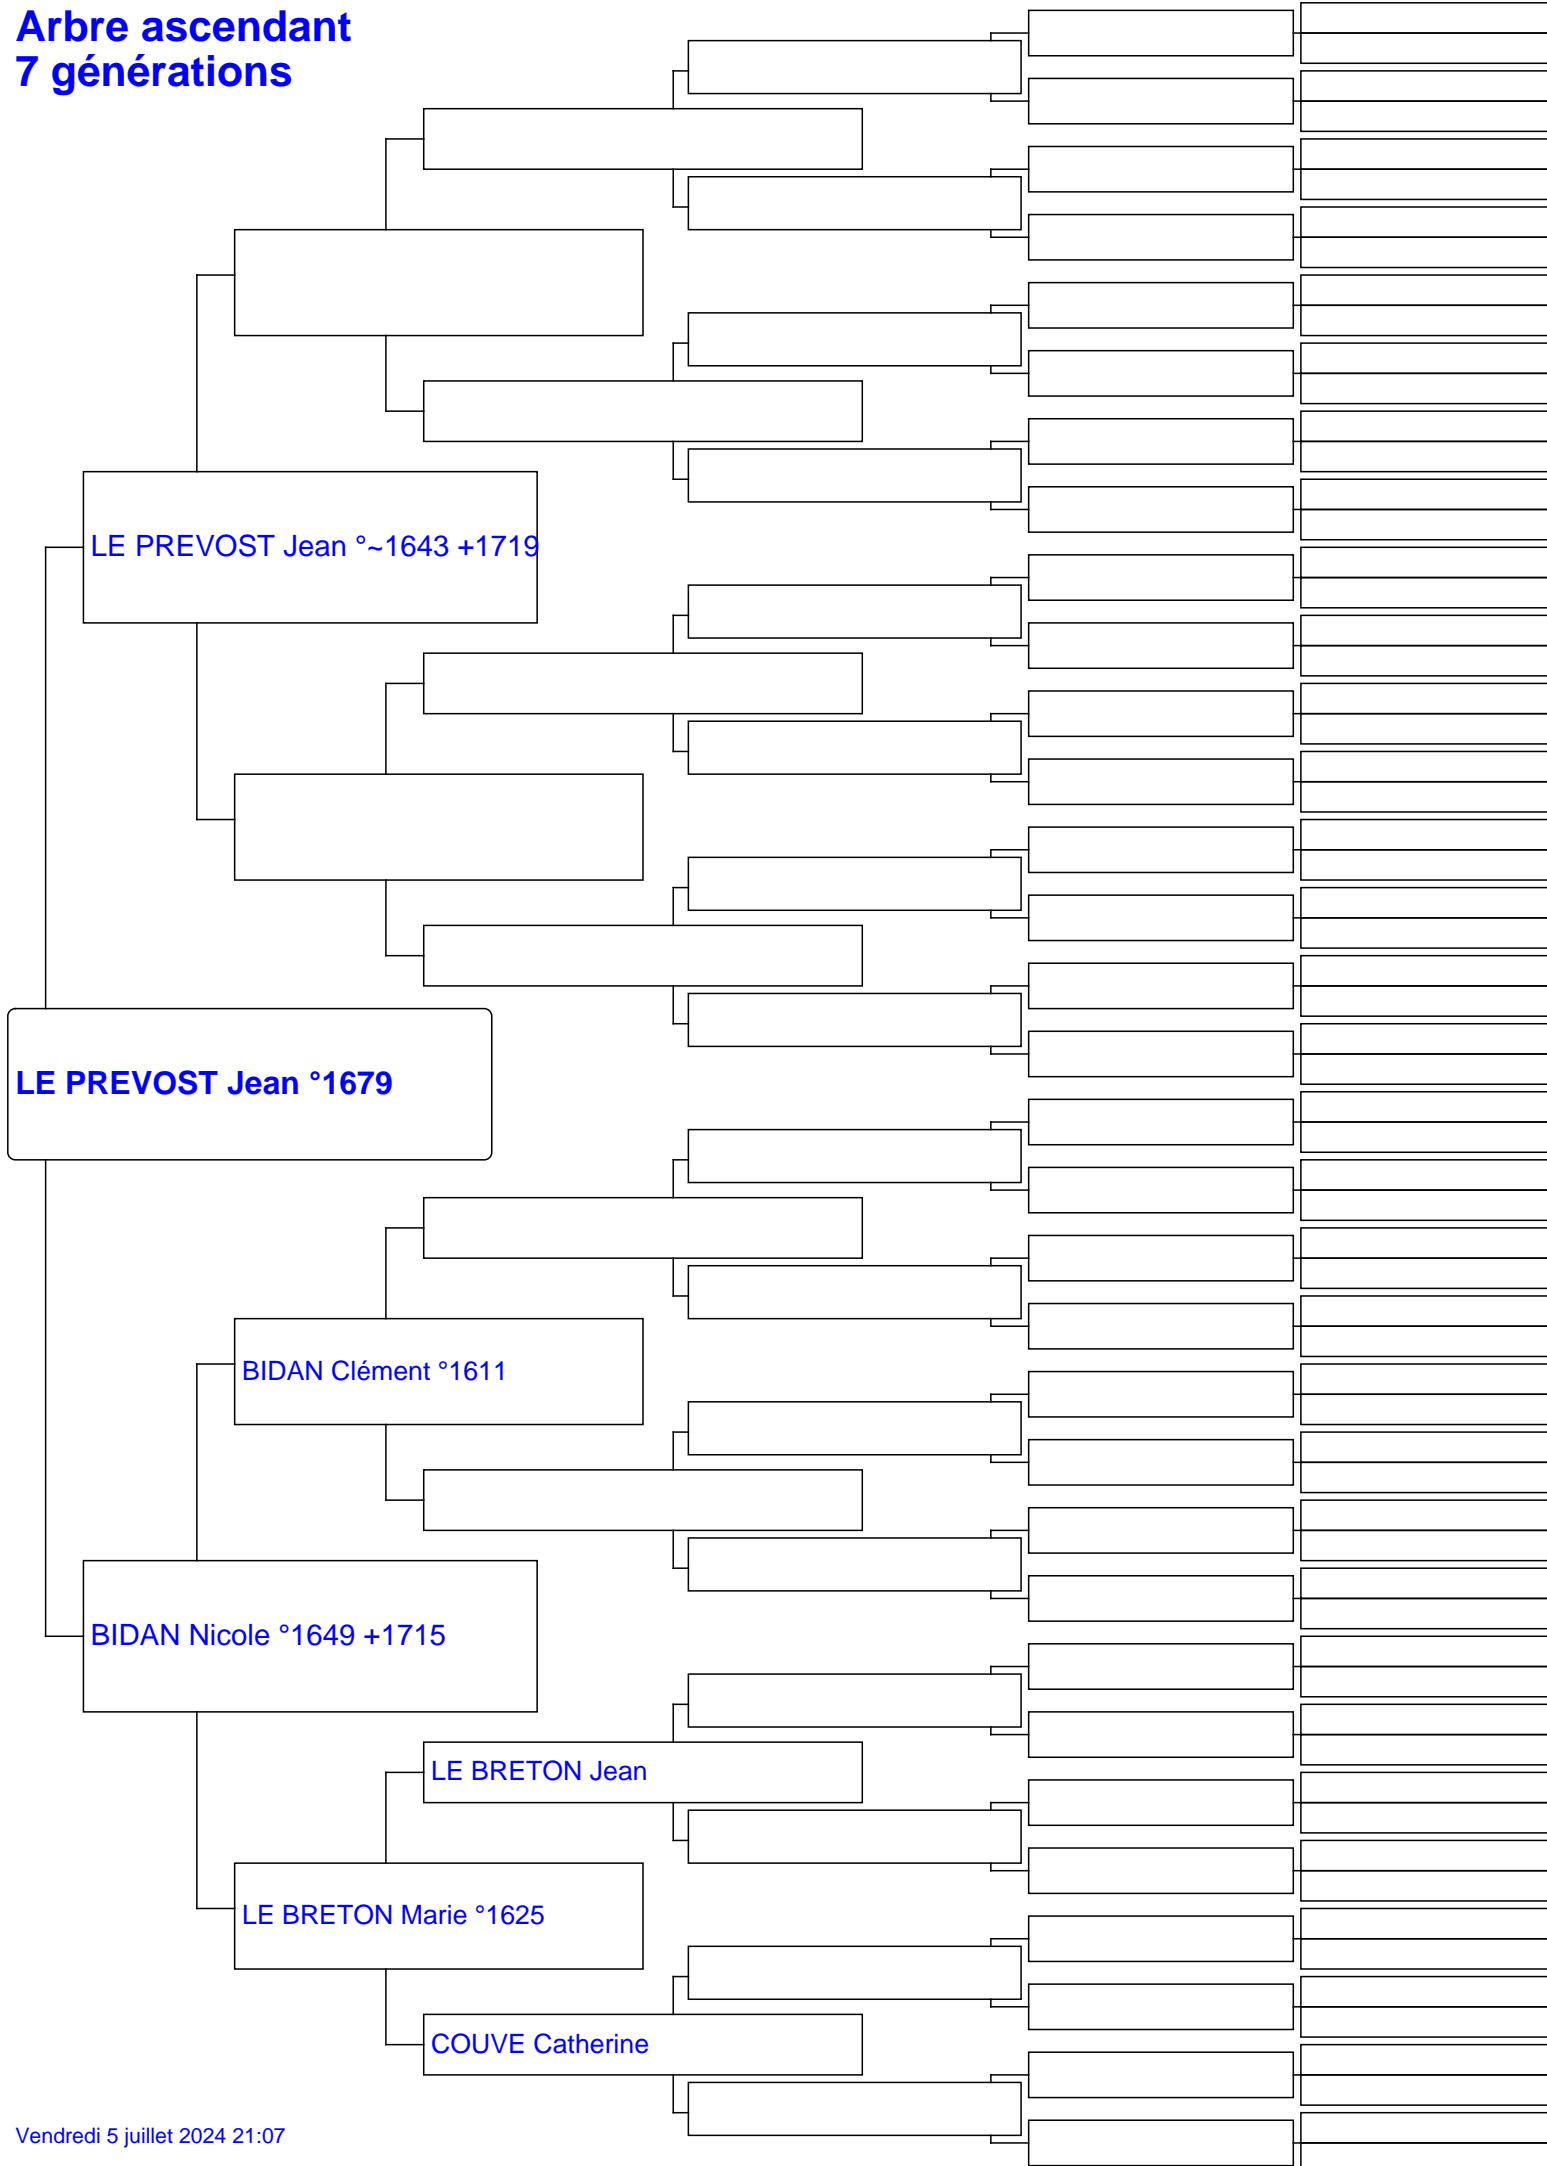 Arbre ascendant
7 générations
LE PREVOST Jean °~1643 +1719
LE PREVOST Jean °1679
BIDAN Clément °1611
BIDAN Nicole °1649 +1715
LE BRETON Jean
LE BRETON Marie °1625
COUVE Catherine
Vendredi 5 juillet 2024 21:07